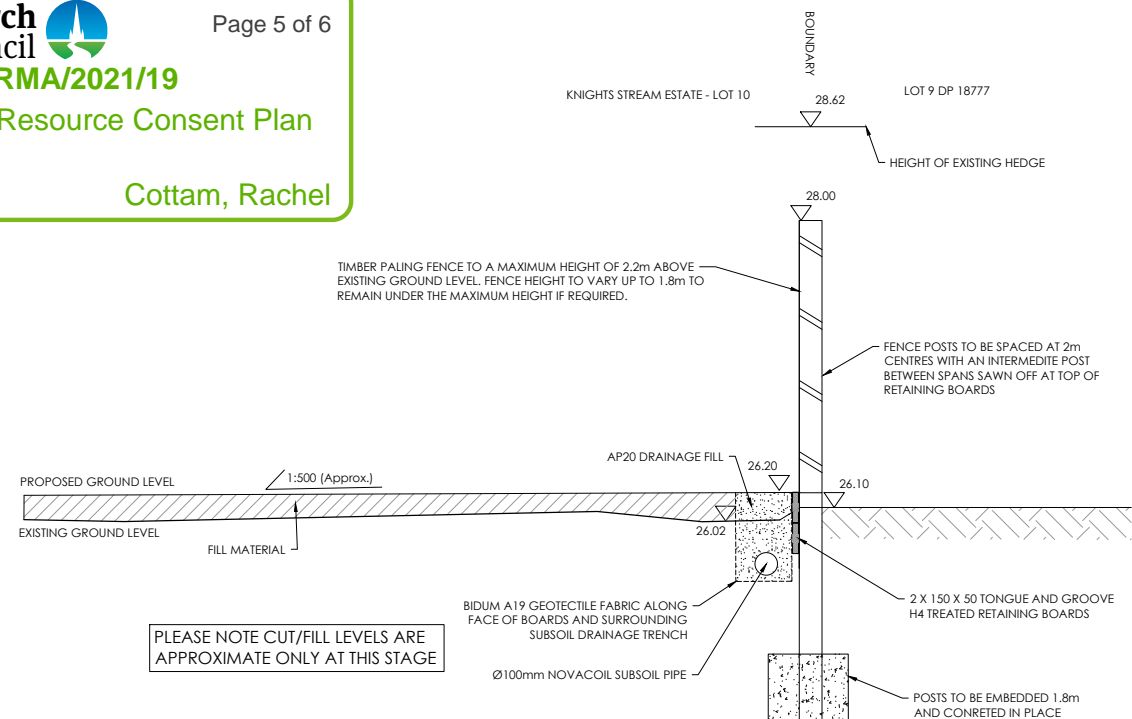 Page 5 of 6
RMA/2021/19
Resource Consent Plan
Cottam, Rachel
BOUNDARY
KNIGHTS STREAM ESTATE - LOT 10
LOT 9 DP 18777
28.62
HEIGHT OF EXISTING HEDGE
28.00
TIMBER PALING FENCE TO A MAXIMUM HEIGHT OF 2.2m ABOVE
EXISTING GROUND LEVEL. FENCE HEIGHT TO VARY UP TO 1.8m TO
REMAIN UNDER THE MAXIMUM HEIGHT IF REQUIRED.
FENCE POSTS TO BE SPACED AT 2m
CENTRES WITH AN INTERMEDITE POST
BETWEEN SPANS SAWN OFF AT TOP OF
RETAINING BOARDS
AP20 DRAINAGE FILL
26.20
26.10
PROPOSED GROUND LEVEL
1:500 (Approx.)
EXISTING GROUND LEVEL
FILL MATERIAL
26.02
BIDUM A19 GEOTECTILE FABRIC ALONG
FACE OF BOARDS AND SURROUNDING
SUBSOIL DRAINAGE TRENCH
2 X 150 X 50 TONGUE AND GROOVE
H4 TREATED RETAINING BOARDS
PLEASE NOTE CUT/FILL LEVELS ARE
APPROXIMATE ONLY AT THIS STAGE
Ø100mm NOVACOIL SUBSOIL PIPE
POSTS TO BE EMBEDDED 1.8m
AND CONRETED IN PLACE